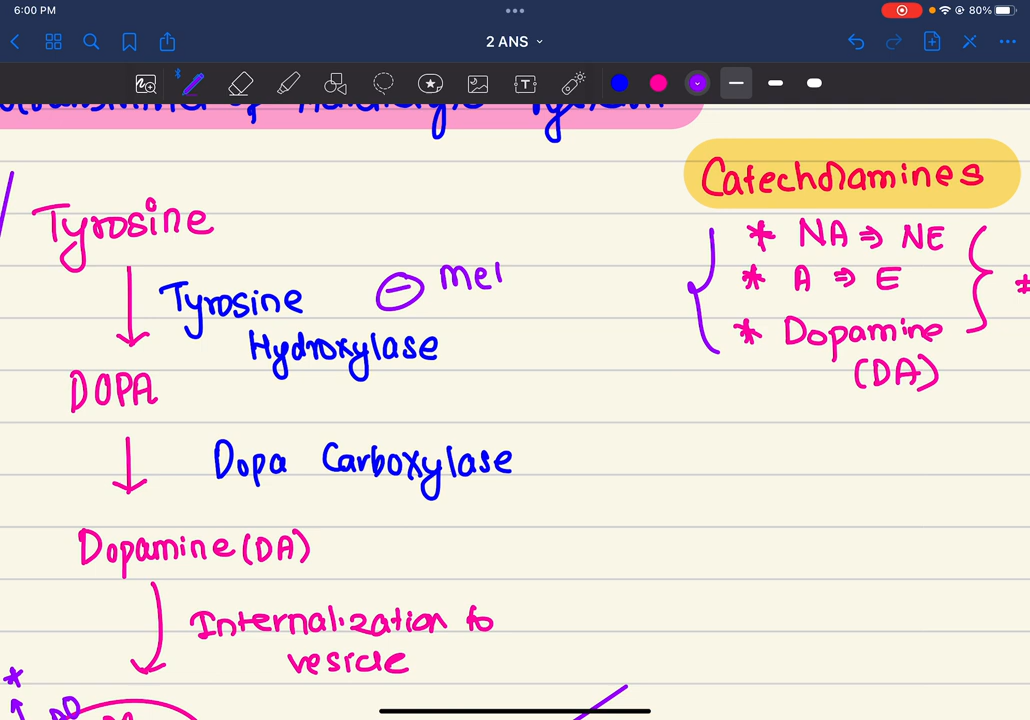 6:00 PM
80%
2 ANS
Catecholamines
Tyrosine
* NA ⇒ NE
* A ⇒ E
* Dopamine
(DA)
Tyrosine
Hydroxylase
⊖ Mel
DOPA
Dopa Carboxylase
Dopamine (DA)
Internalization to
vesicle